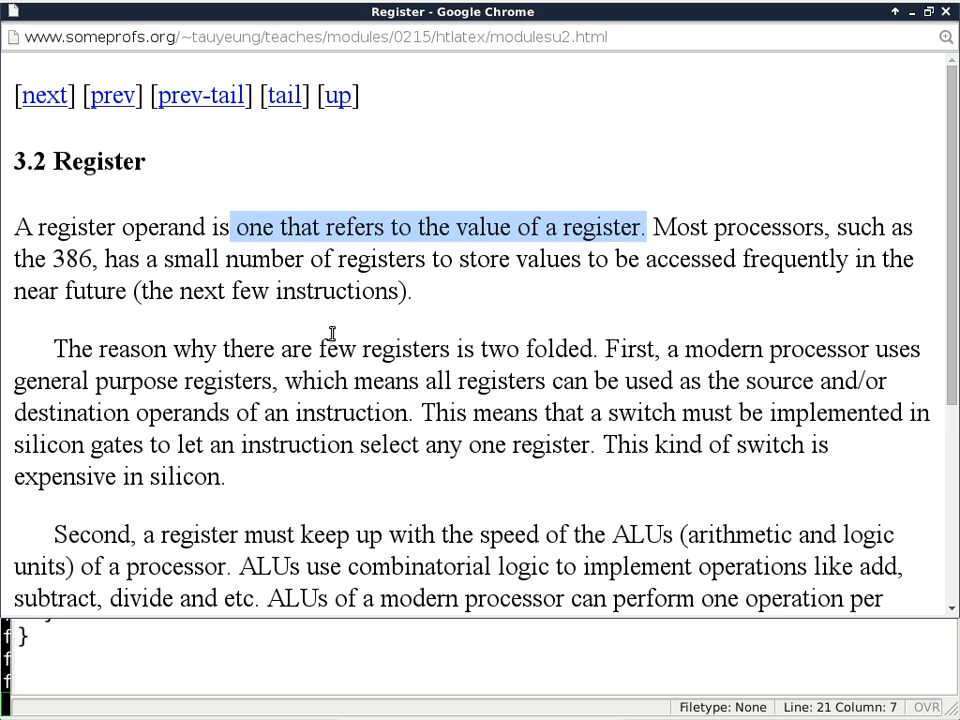 Register - Google Chrome
www.someprofs.org/~tauyeung/teaches/modules/0215/htlatex/modulesu2.html
[next] [prev] [prev-tail] [tail] [up]
3.2 Register
A register operand is one that refers to the value of a register. Most processors, such as
the 386, has a small number of registers to store values to be accessed frequently in the
near future (the next few instructions).
The reason why there are few registers is two folded. First, a modern processor uses
general purpose registers, which means all registers can be used as the source and/or
destination operands of an instruction. This means that a switch must be implemented in
silicon gates to let an instruction select any one register. This kind of switch is
expensive in silicon.
Second, a register must keep up with the speed of the ALUs (arithmetic and logic
units) of a processor. ALUs use combinatorial logic to implement operations like add,
subtract, divide and etc. ALUs of a modern processor can perform one operation per
f }
f
f
Filetype: None Line: 21 Column: 7 OVR